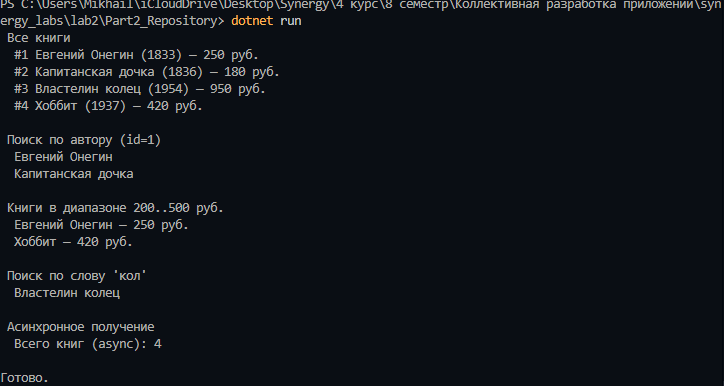 PS C:\Users\Mikhail\iCloudDrive\Desktop\Synergy\4 курс\8 семестр\Коллективная разработка приложений\syn
ergy_labs\lab2\Part2_Repository> dotnet run
Все книги
#1 Евгений Онегин (1833) — 250 руб.
#2 Капитанская дочка (1836) — 180 руб.
#3 Властелин колец (1954) — 950 руб.
#4 Хоббит (1937) — 420 руб.
Поиск по автору (id=1)
Евгений Онегин
Капитанская дочка
Книги в диапазоне 200..500 руб.
Евгений Онегин — 250 руб.
Хоббит — 420 руб.
Поиск по слову 'кол'
Властелин колец
Асинхронное получение
Всего книг (async): 4
Готово.